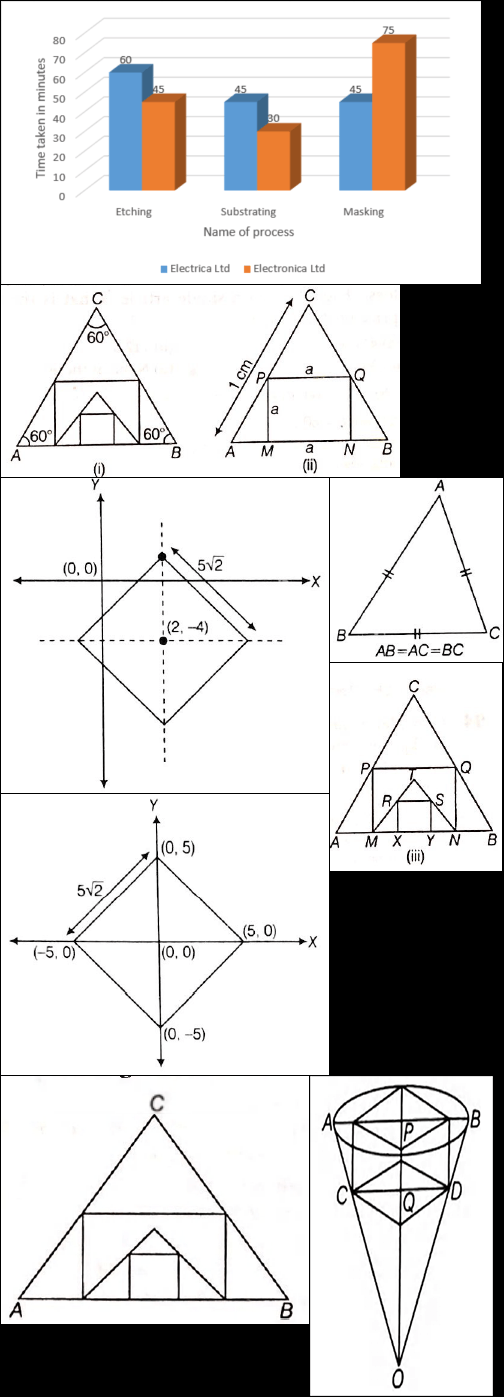 80
70
60
50
40
30
20
10
0
Time taken in minutes
60
45
45
30
45
75
Etching Substrating Masking
Name of process
Electrica Ltd Electronica Ltd
C
60°
60° 60°
A B
(i)
C
1 cm
P a Q
a
A M a N B
(ii)
Y
(0, 0)
5√2
X
(2, −4)
A
B C
AB=AC=BC
C
P Q
T
R S
A M X Y N B
(iii)
Y
(0, 5)
5√2
(−5, 0) (0, 0) (5, 0) X
(0, −5)
C
A B
A P B
C Q D
O